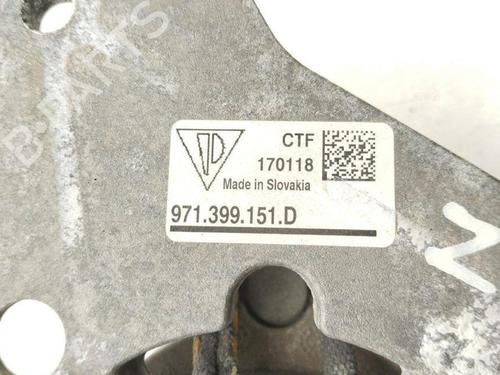 B-PARTS
CTF
170118
Made in Slovakia
971.399.151.D
N